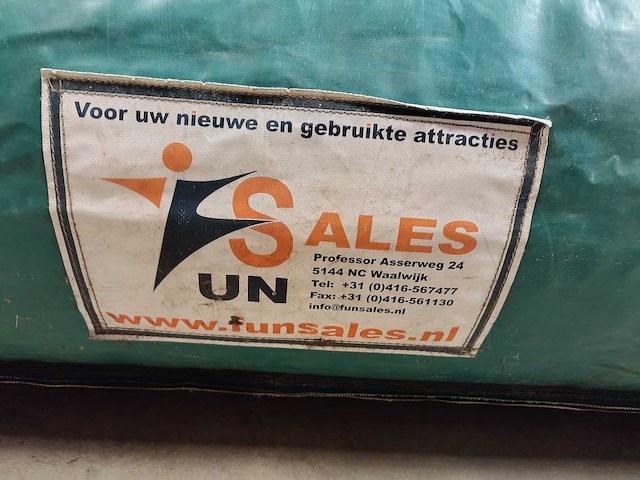 Voor uw nieuwe en gebruikte attracties
FUN SALES
Professor Asserweg 24
5144 NC Waalwijk
Tel: +31 (0)416-567477
Fax: +31 (0)416-561130
info@funsales.nl
www.funsales.nl